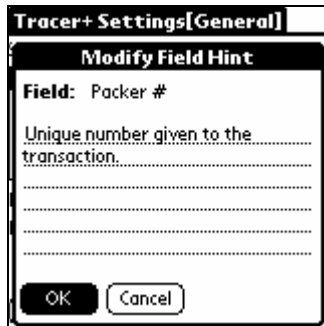 Tracer+ Settings[General]
Modify Field Hint
Field: Packer #
Unique number given to the
transaction.
OK Cancel